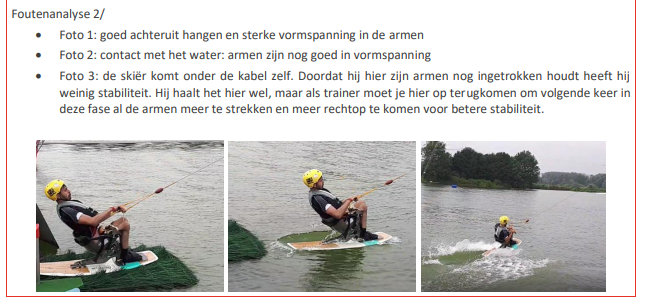 Foutenanalyse 2/
• Foto 1: goed achteruit hangen en sterke vormspanning in de armen
• Foto 2: contact met het water: armen zijn nog goed in vormspanning
• Foto 3: de skiër komt onder de kabel zelf. Doordat hij hier zijn armen nog ingetrokken houdt heeft hij
weinig stabiliteit. Hij haalt het hier wel, maar als trainer moet je hier op terugkomen om volgende keer in
deze fase al de armen meer te strekken en meer rechtop te komen voor betere stabiliteit.